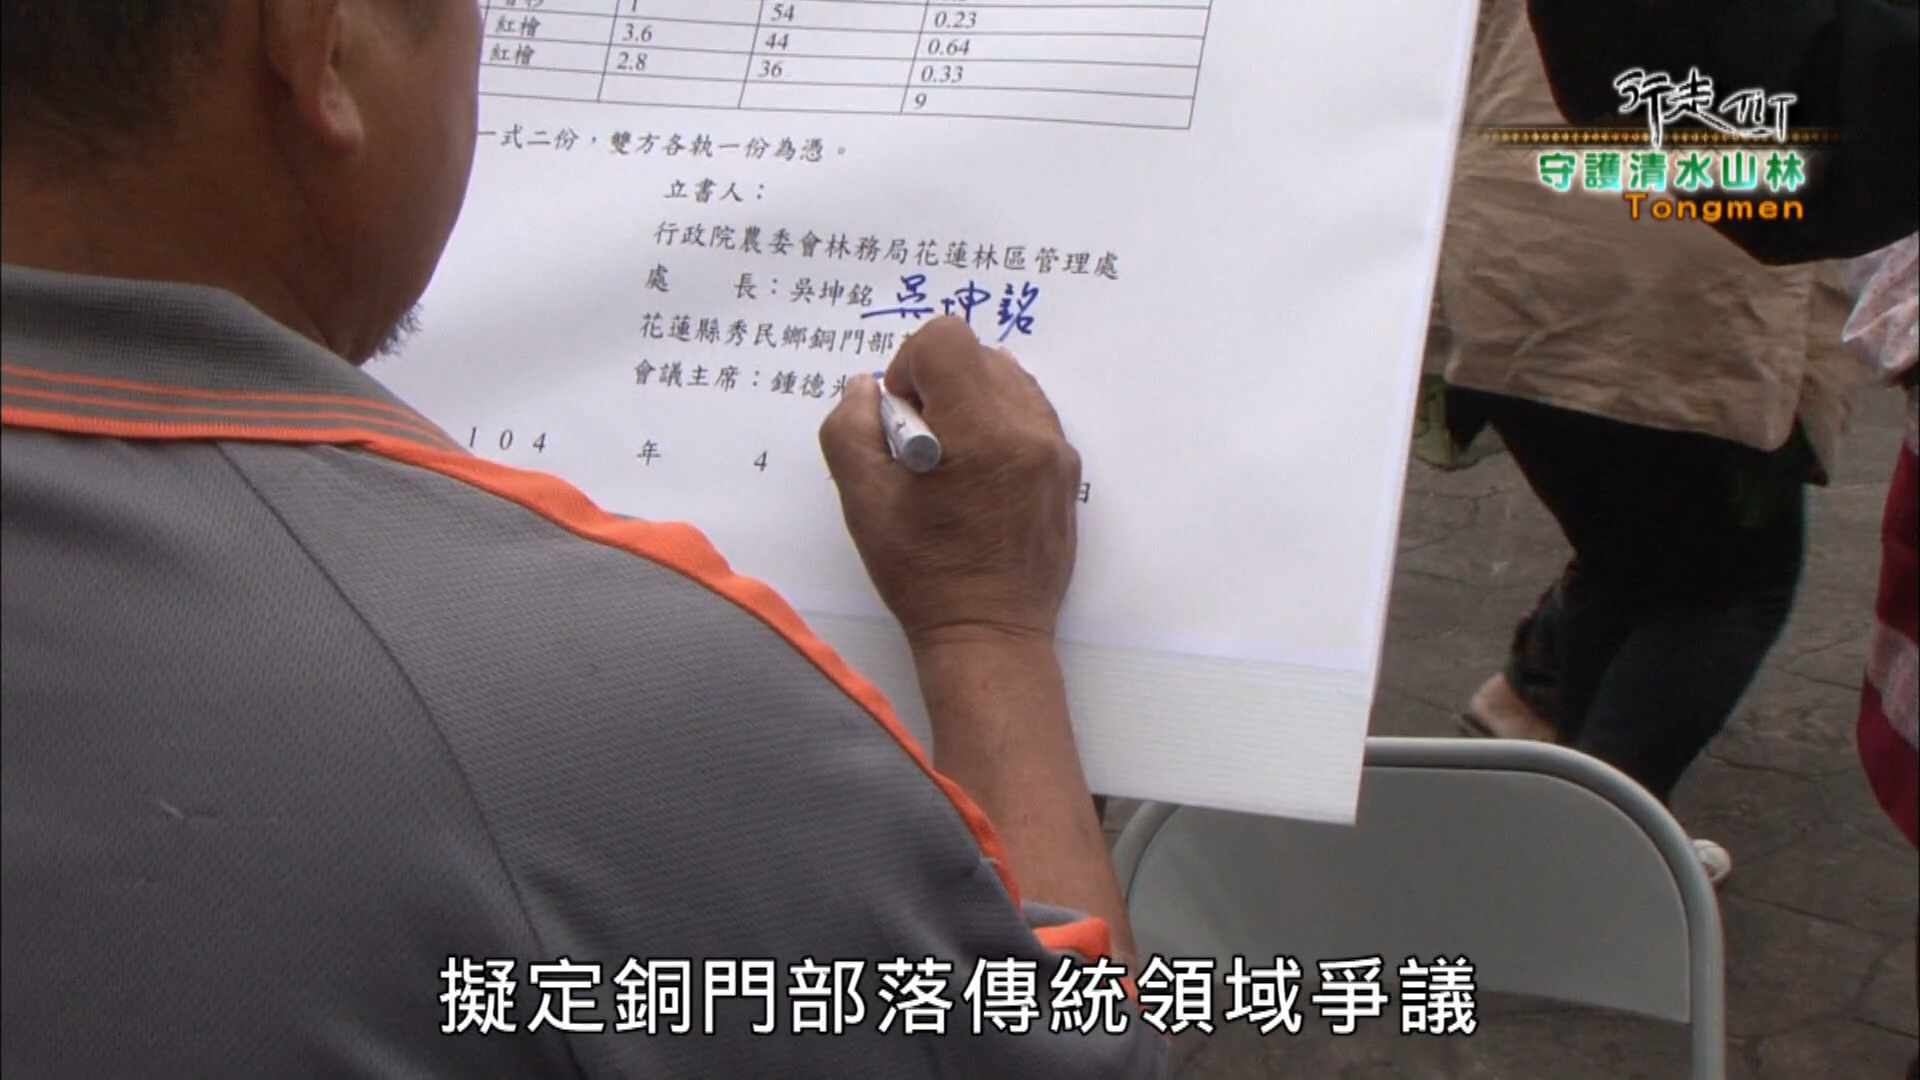 1 54 0.23
紅檜 3.6 44 0.64
紅檜 2.8 36 0.33
9
一式二份，雙方各執一份為憑。
立書人：
行政院農委會林務局花蓮林區管理處
處 長：吳坤銘 吳坤銘
花蓮縣秀民鄉銅門部
會議主席：鍾德光
104 年 4 日
行走TIT
守護清水山林
Tongmen
擬定銅門部落傳統領域爭議